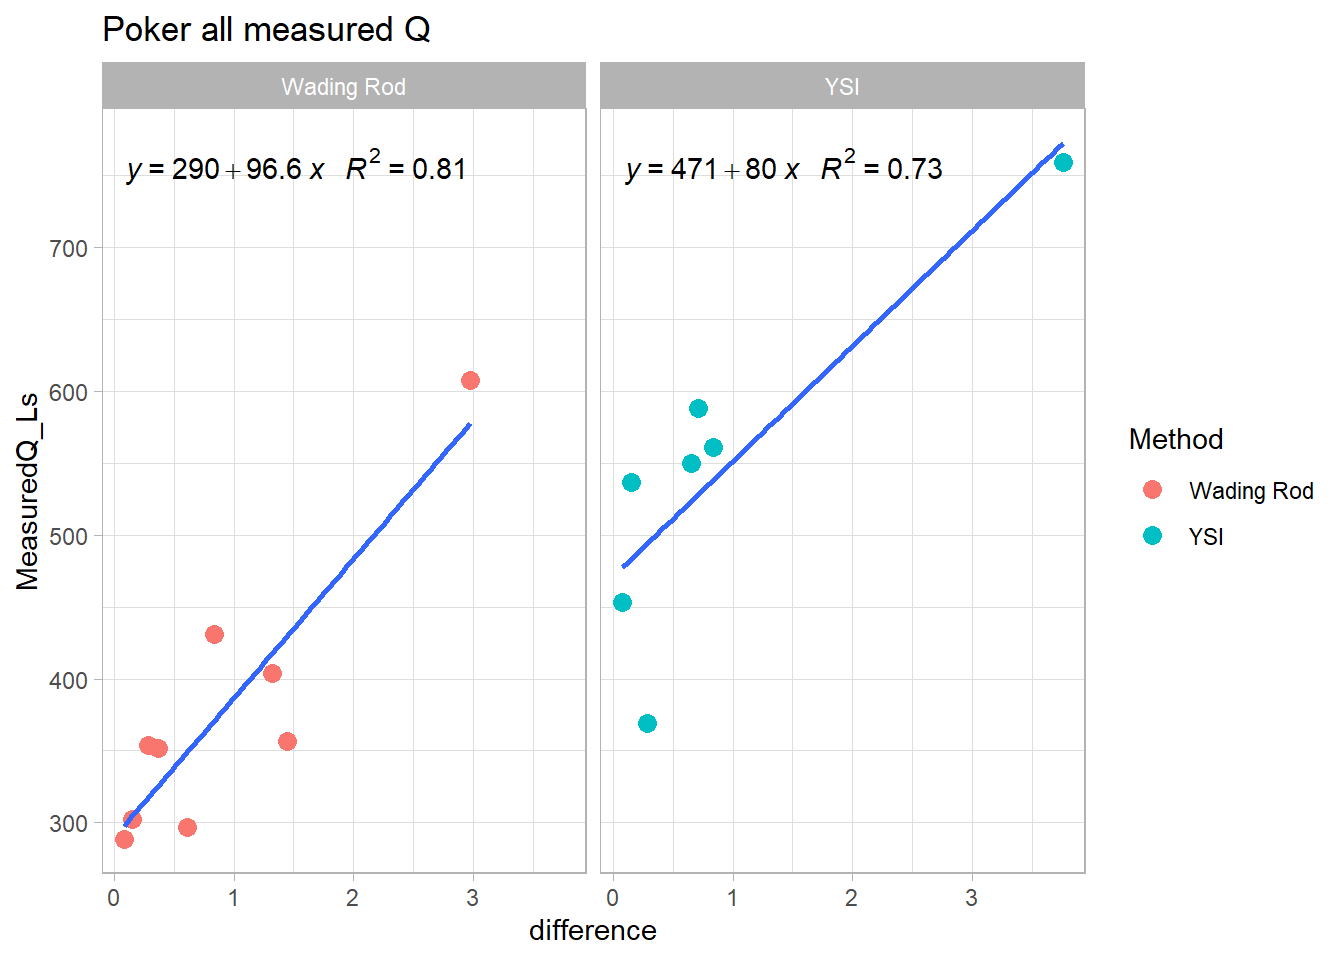 Poker all measured Q
Wading Rod
YSI
y = 290 + 96.6 x   R² = 0.81
y = 471 + 80 x   R² = 0.73
700
600
500
400
300
MeasuredQ_Ls
0 1 2 3
0 1 2 3
difference
Method
Wading Rod
YSI